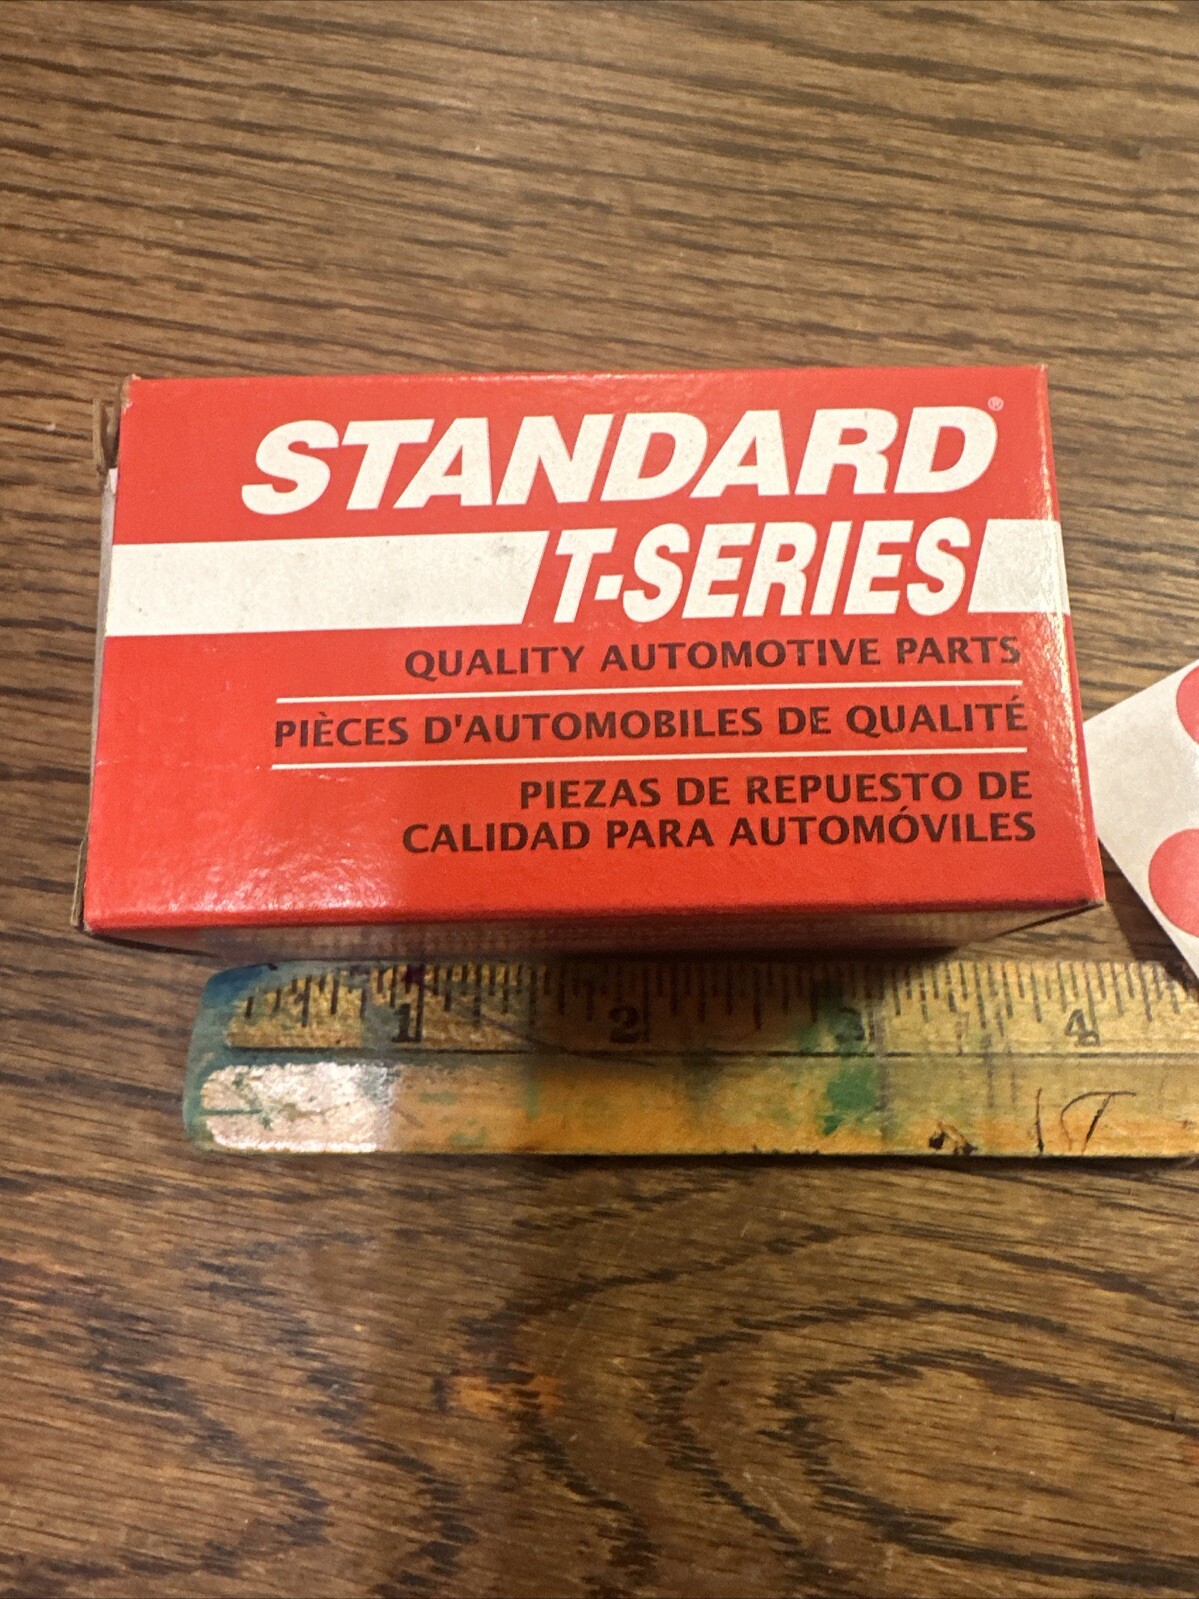 STANDARD®
T-SERIES
QUALITY AUTOMOTIVE PARTS
PIÈCES D'AUTOMOBILES DE QUALITÉ
PIEZAS DE REPUESTO DE
CALIDAD PARA AUTOMÓVILES
1 2 3 4